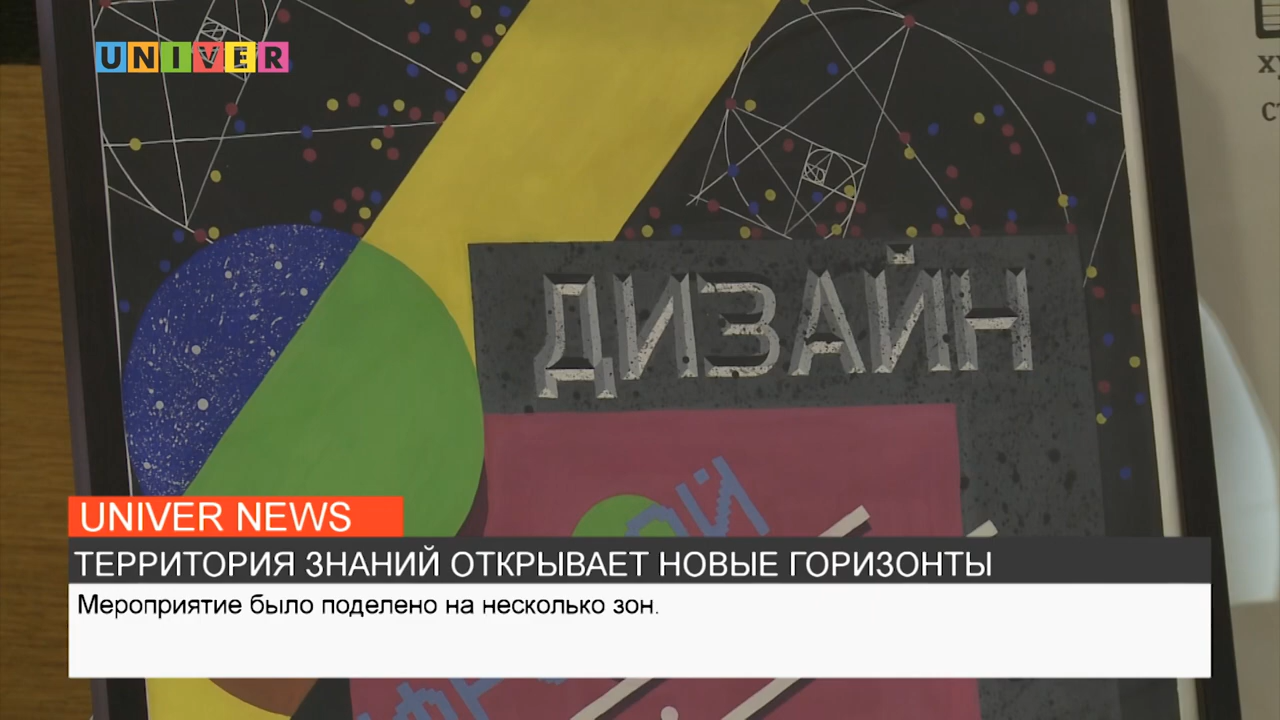 UNIVER
ДИЗАЙН
UNIVER NEWS
ТЕРРИТОРИЯ ЗНАНИЙ ОТКРЫВАЕТ НОВЫЕ ГОРИЗОНТЫ
Мероприятие было поделено на несколько зон.